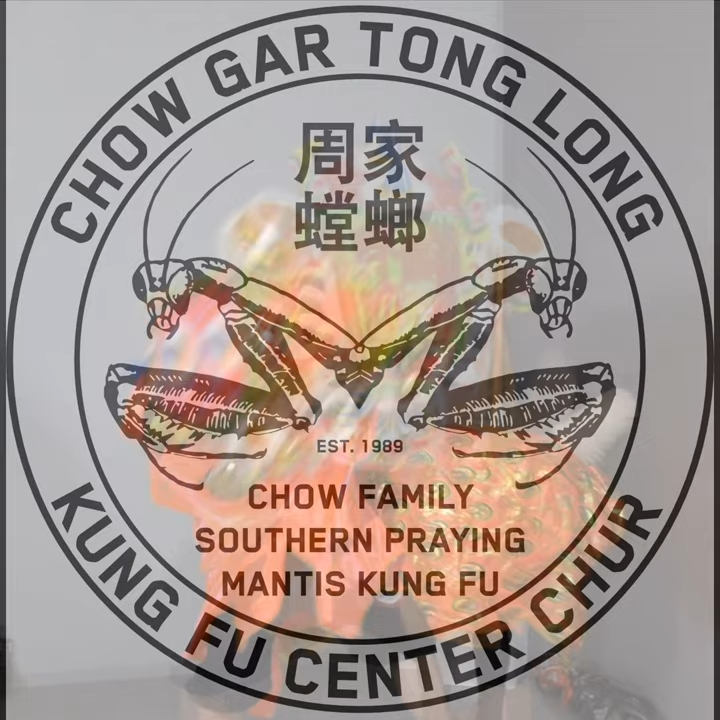 CHOW GAR TONG LONG
周家
螳螂
EST. 1989
CHOW FAMILY
SOUTHERN PRAYING
MANTIS KUNG FU
KUNG FU CENTER CHUR